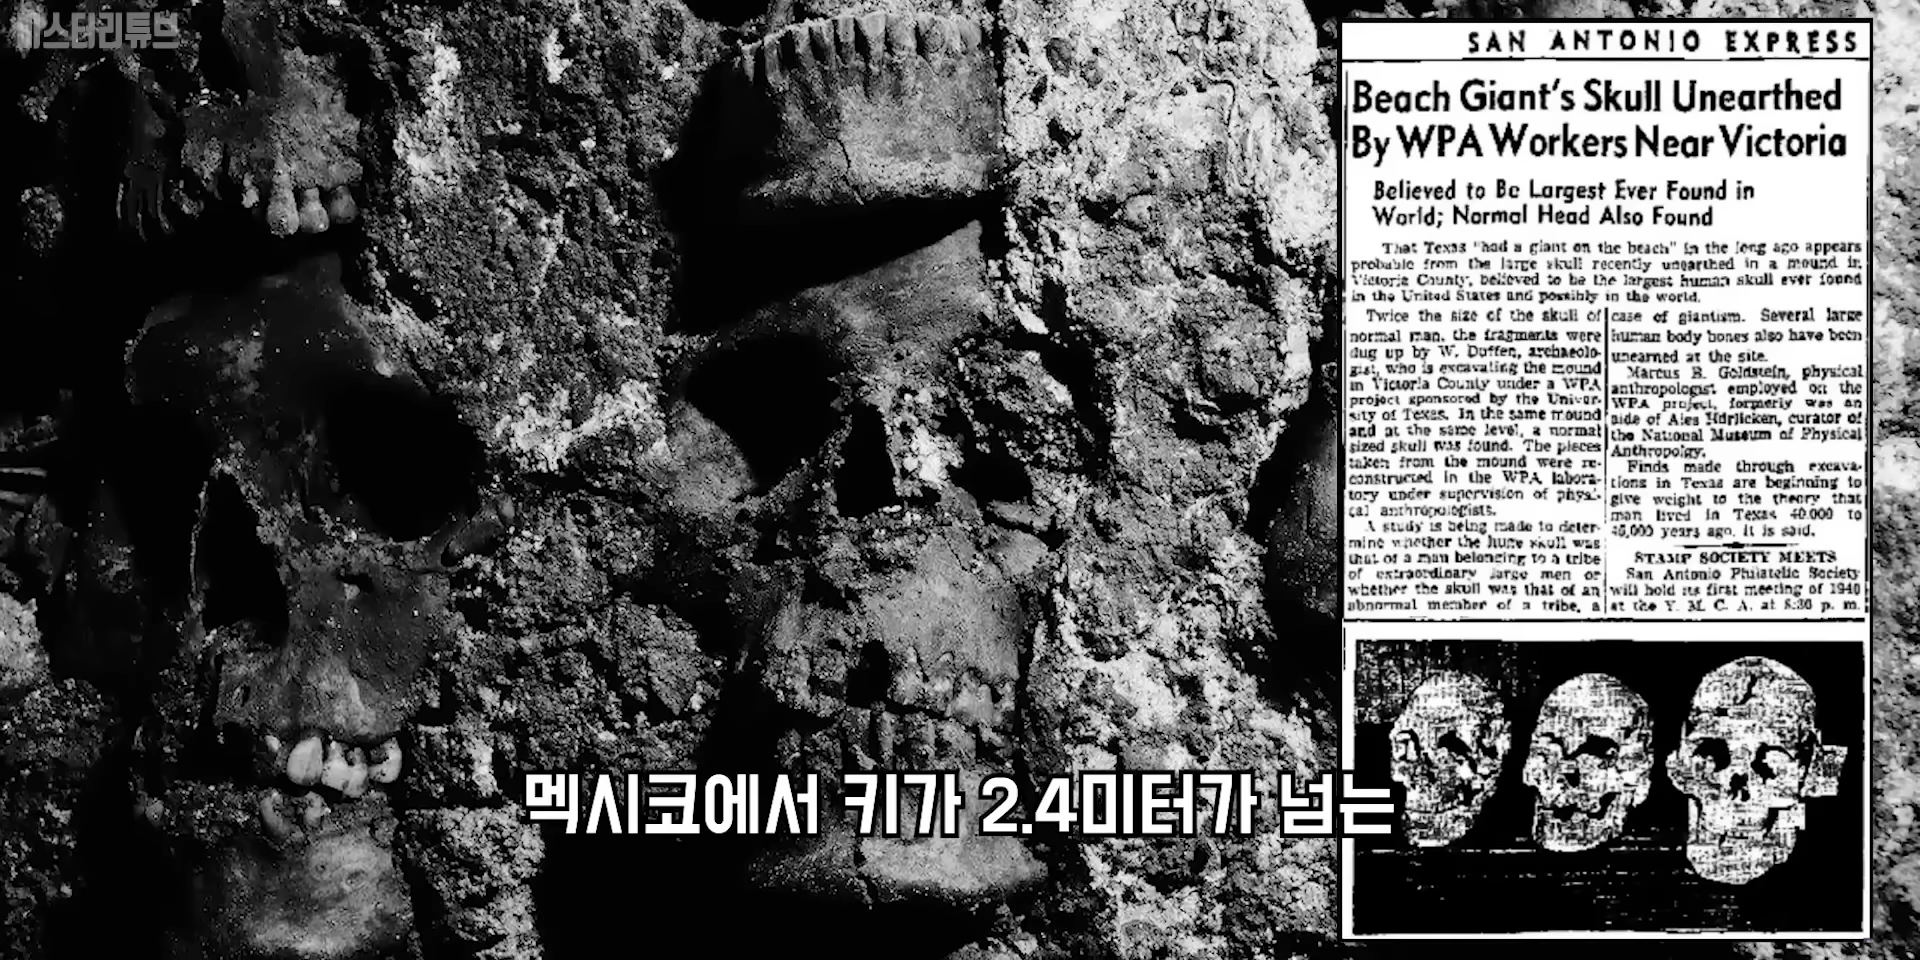 미스터리튜브
SAN ANTONIO EXPRESS
Beach Giant's Skull Unearthed
By WPA Workers Near Victoria
Believed to Be Largest Ever Found in
World; Normal Head Also Found
That Texas "had a giant on the beach" in the long ago appears
probable from the large skull recently unearthed in a mound in
Victoria County, believed to be the largest human skull ever found
in the United States and possibly in the world.
Twice the size of the skull of
normal man, the fragments were
dug up by W. Duffen, archaeolo-
gist, who is excavating the mound
in Victoria County under a WPA
project sponsored by the Univer-
sity of Texas. In the same mound
and at the same level, a normal
sized skull was found. The pieces
taken from the mound were re-
constructed in the WPA labora-
tory under supervision of physi-
cal anthropologists.
A study is being made to deter-
mine whether the huge skull was
that of a man belonging to a tribe
of extraordinary large men or
whether the skull was that of an
abnormal member of a tribe, a
case of giantism. Several large
human body bones also have been
unearned at the site.
Marcus B. Goldstein, physical
anthropologist employed on the
WPA project, formerly was an
aide of Ales Hdrlicken, curator of
the National Museum of Physical
Anthropolgy.
Finds made through excava-
tions in Texas are beginning to
give weight to the theory that
man lived in Texas 40,000 to
45,000 years ago, it is said.
STAMP SOCIETY MEETS
San Antonio Philatelic Society
will hold its first meeting of 1940
at the Y. M. C. A. at 8:30 p. m.
멕시코에서 키가 2.4미터가 넘는